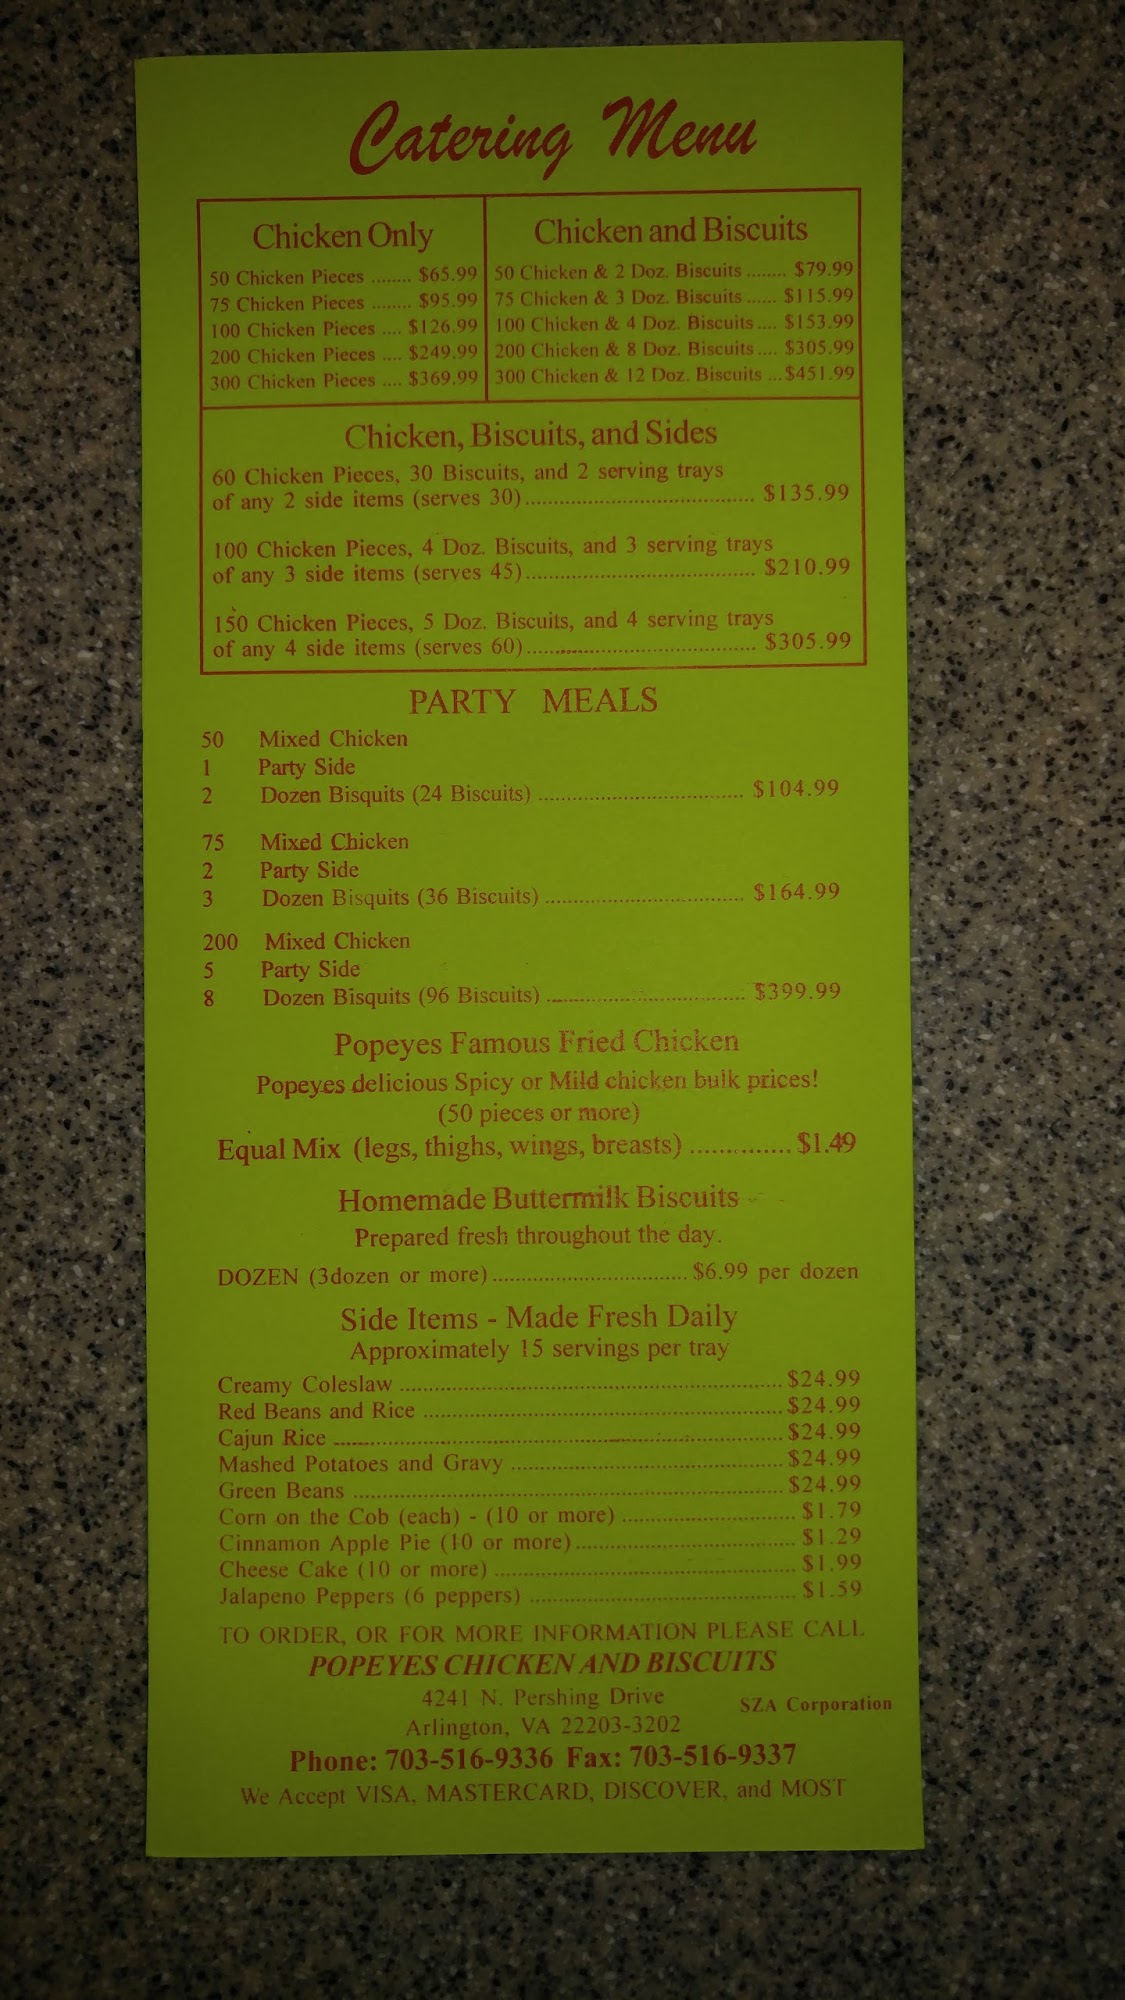 Catering Menu
Chicken Only
50 Chicken Pieces ........ $65.99
75 Chicken Pieces ........ $95.99
100 Chicken Pieces .... $126.99
200 Chicken Pieces .... $249.99
300 Chicken Pieces .... $369.99
Chicken and Biscuits
50 Chicken & 2 Doz. Biscuits ........ $79.99
75 Chicken & 3 Doz. Biscuits ...... $115.99
100 Chicken & 4 Doz. Biscuits .... $153.99
200 Chicken & 8 Doz. Biscuits .... $305.99
300 Chicken & 12 Doz. Biscuits ...$451.99
Chicken, Biscuits, and Sides
60 Chicken Pieces, 30 Biscuits, and 2 serving trays
of any 2 side items (serves 30)..................................... $135.99
100 Chicken Pieces, 4 Doz. Biscuits, and 3 serving trays
of any 3 side items (serves 45)..................................... $210.99
150 Chicken Pieces, 5 Doz. Biscuits, and 4 serving trays
of any 4 side items (serves 60)..................................... $305.99
PARTY MEALS
50 Mixed Chicken
1 Party Side
2 Dozen Bisquits (24 Biscuits) ................................. $104.99
75 Mixed Chicken
2 Party Side
3 Dozen Bisquits (36 Biscuits) ................................ $164.99
200 Mixed Chicken
5 Party Side
8 Dozen Bisquits (96 Biscuits) ................................ $399.99
Popeyes Famous Fried Chicken
Popeyes delicious Spicy or Mild chicken bulk prices!
(50 pieces or more)
Equal Mix (legs, thighs, wings, breasts) .............. $1.49
Homemade Buttermilk Biscuits
Prepared fresh throughout the day.
DOZEN (3dozen or more) ............................... $6.99 per dozen
Side Items - Made Fresh Daily
Approximately 15 servings per tray
Creamy Coleslaw .............................................................. $24.99
Red Beans and Rice .......................................................... $24.99
Cajun Rice ......................................................................... $24.99
Mashed Potatoes and Gravy ............................................ $24.99
Green Beans ..................................................................... $24.99
Corn on the Cob (each) - (10 or more) ............................ $1.79
Cinnamon Apple Pie (10 or more)................................... $1.29
Cheese Cake (10 or more) ................................................ $1.99
Jalapeno Peppers (6 peppers) ........................................... $1.59
TO ORDER, OR FOR MORE INFORMATION PLEASE CALL
POPEYES CHICKEN AND BISCUITS
4241 N. Pershing Drive
SZA Corporation
Arlington, VA 22203-3202
Phone: 703-516-9336 Fax: 703-516-9337
We Accept VISA, MASTERCARD, DISCOVER, and MOST